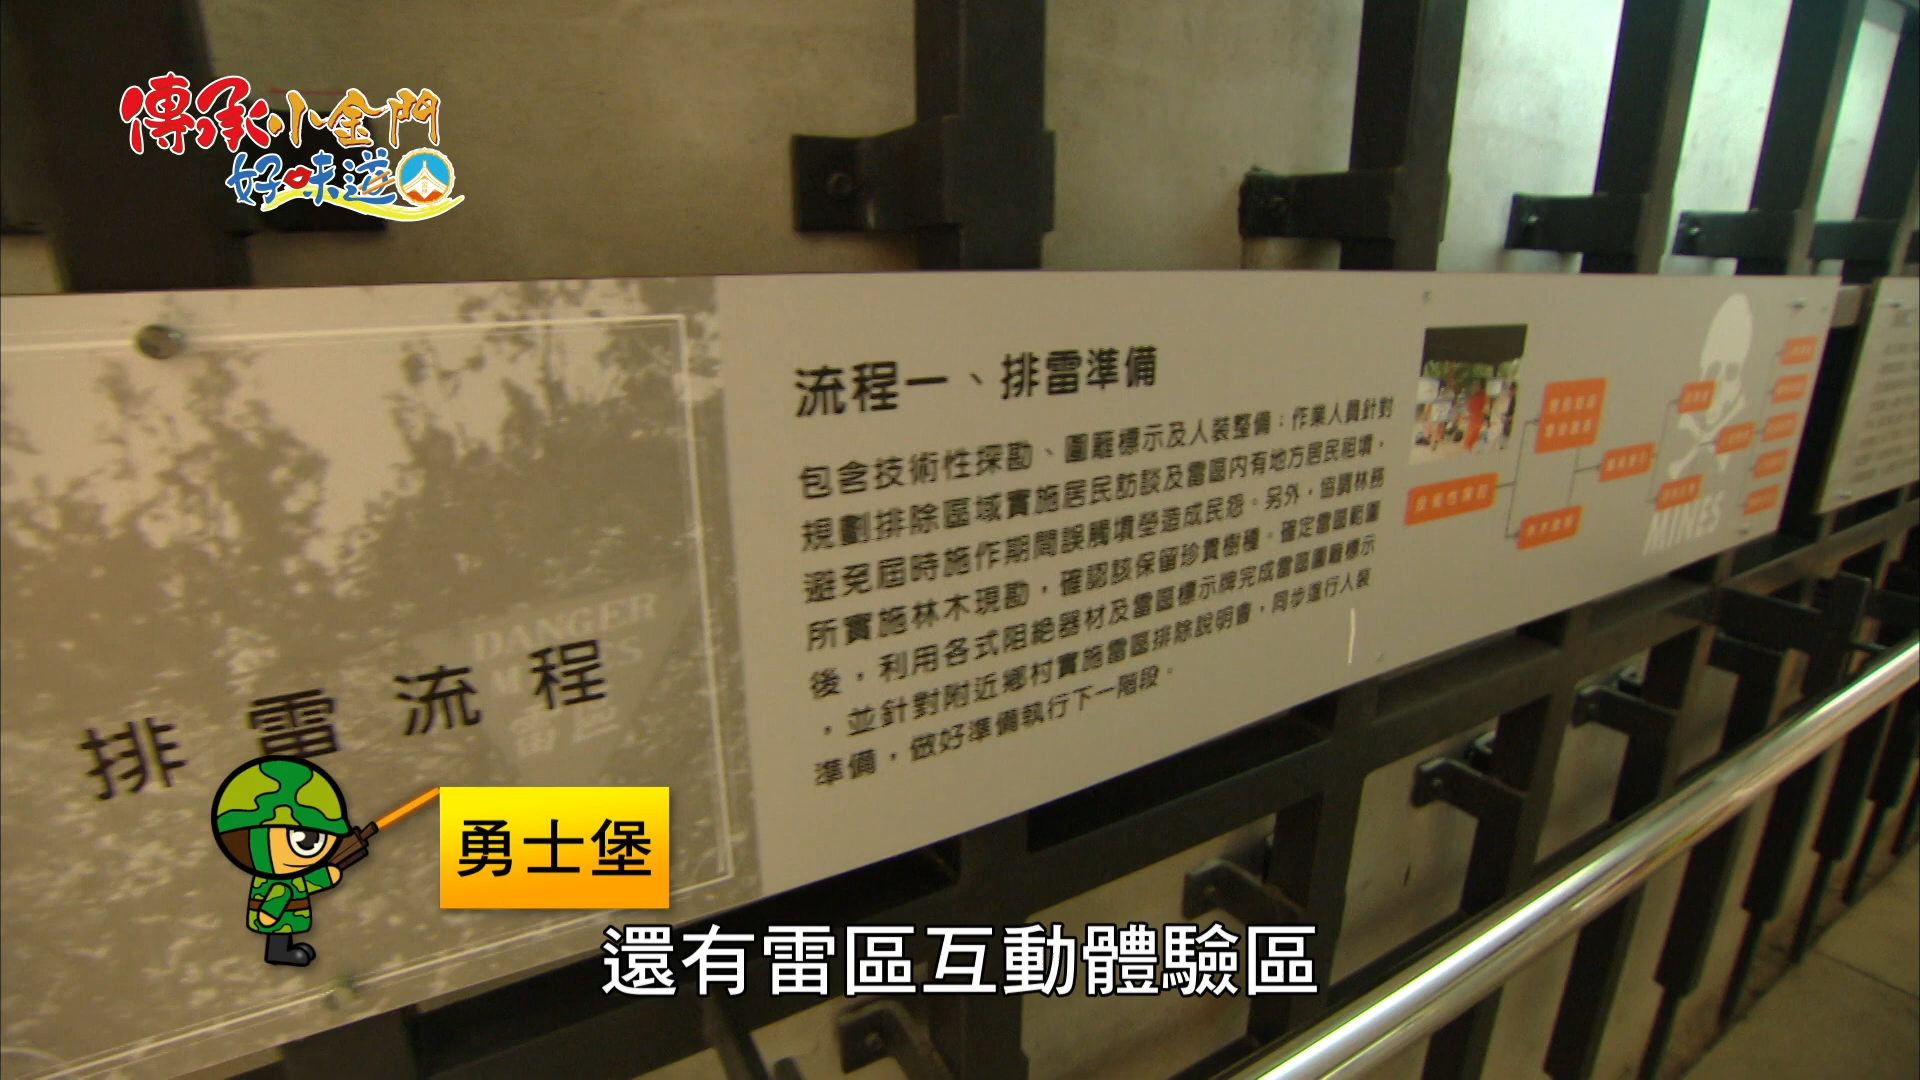 傳承小金門
好味道
流程一、排雷準備
包含技術性探勘、圍籬標示及人裝整備：作業人員針對
規劃排除區域實施居民訪談及雷區內有地方居民祖墳，
避免屆時施作期間誤觸墳塋造成民怨。另外，協調林務
所實施林木現勘，確認該保留珍貴樹種。確定雷區範圍
後，利用各式阻絕器材及雷區標示牌完成雷區圍籬標示
，並針對附近鄉村實施雷區排除說明會，同步進行人裝
準備，做好準備執行下一階段。
技術性探勘
MINES
DANGER
MINES
雷區
排雷流程
勇士堡
還有雷區互動體驗區